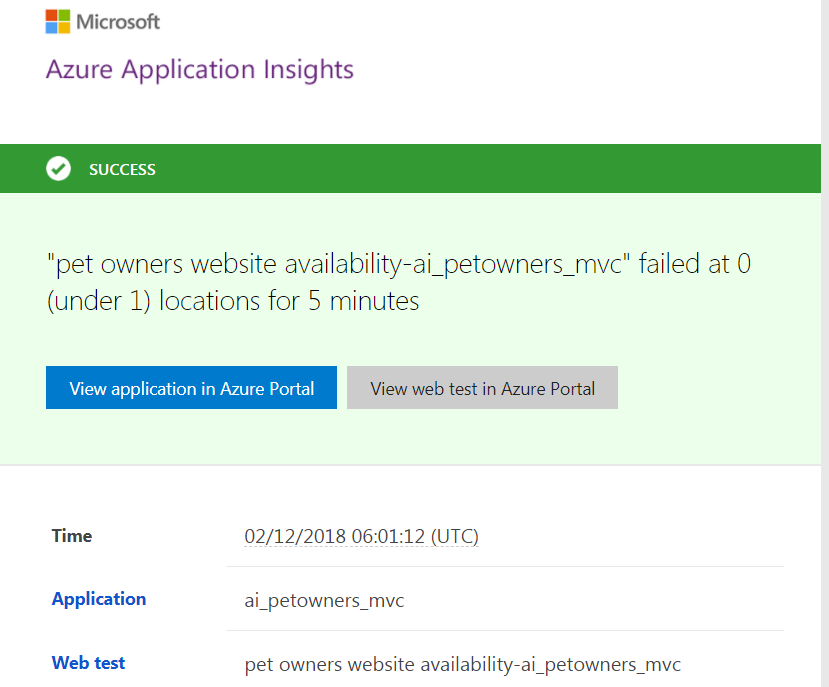 Microsoft
Azure Application Insights
SUCCESS
"pet owners website availability-ai_petowners_mvc" failed at 0
(under 1) locations for 5 minutes
View application in Azure Portal View web test in Azure Portal
Time 02/12/2018 06:01:12 (UTC)
Application ai_petowners_mvc
Web test pet owners website availability-ai_petowners_mvc